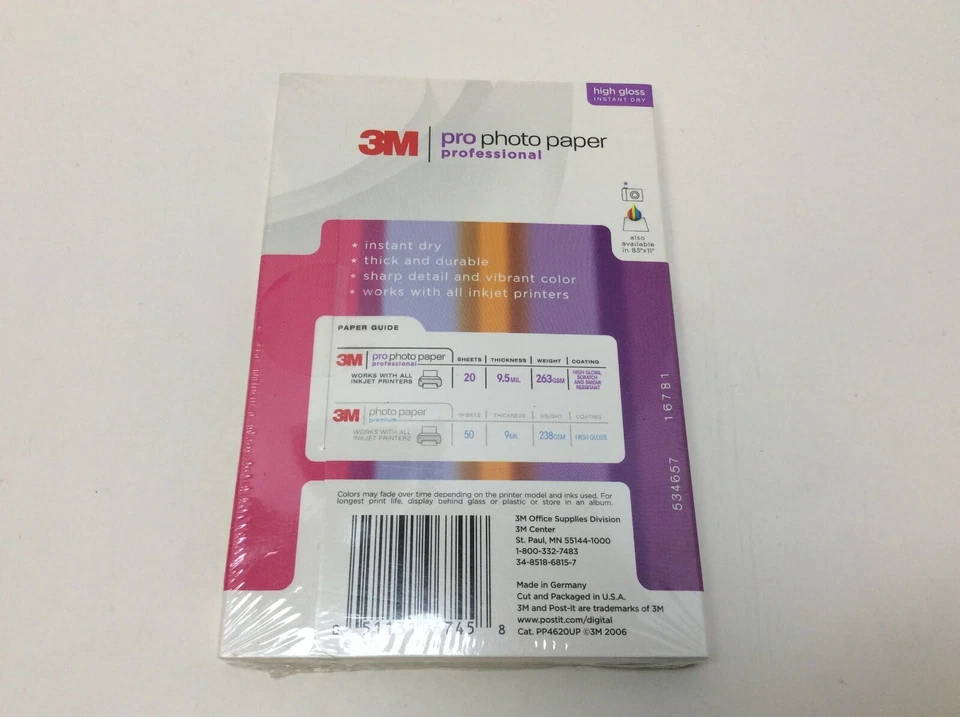 high gloss
INSTANT DRY
3M | pro photo paper
professional
also
available
in 8.5"x11"
★ instant dry
★ thick and durable
★ sharp detail and vibrant color
★ works with all inkjet printers
PAPER GUIDE
3M | pro photo paper professional SHEETS THICKNESS WEIGHT COATING
WORKS WITH ALL INKJET PRINTERS 20 9.5MIL 263GSM HIGH GLOSS, SCRATCH AND SMEAR RESISTANT
3M | photo paper premium SHEETS THICKNESS WEIGHT COATING
WORKS WITH ALL INKJET PRINTERS 50 9MIL 238GSM HIGH GLOSS
16781
534657
Colors may fade over time depending on the printer model and inks used. For
longest print life, display behind glass or plastic or store in an album.
3M Office Supplies Division
3M Center
St. Paul, MN 55144-1000
1-800-332-7483
34-8518-6815-7
Made in Germany
Cut and Packaged in U.S.A.
3M and Post-it are trademarks of 3M
www.postit.com/digital
Cat. PP4620UP ©3M 2006
745 8